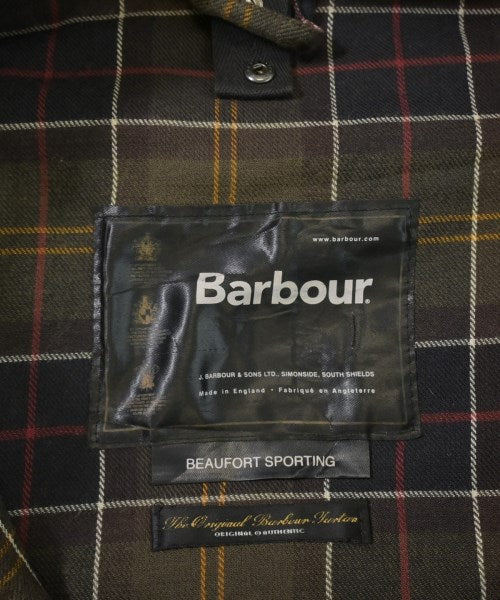 www.barbour.com
Barbour®
J. BARBOUR & SONS LTD., SIMONSIDE, SOUTH SHIELDS
Made in England • Fabriqué en Angleterre
BEAUFORT SPORTING
The Original Barbour Tartan
ORIGINAL & AUTHENTIC